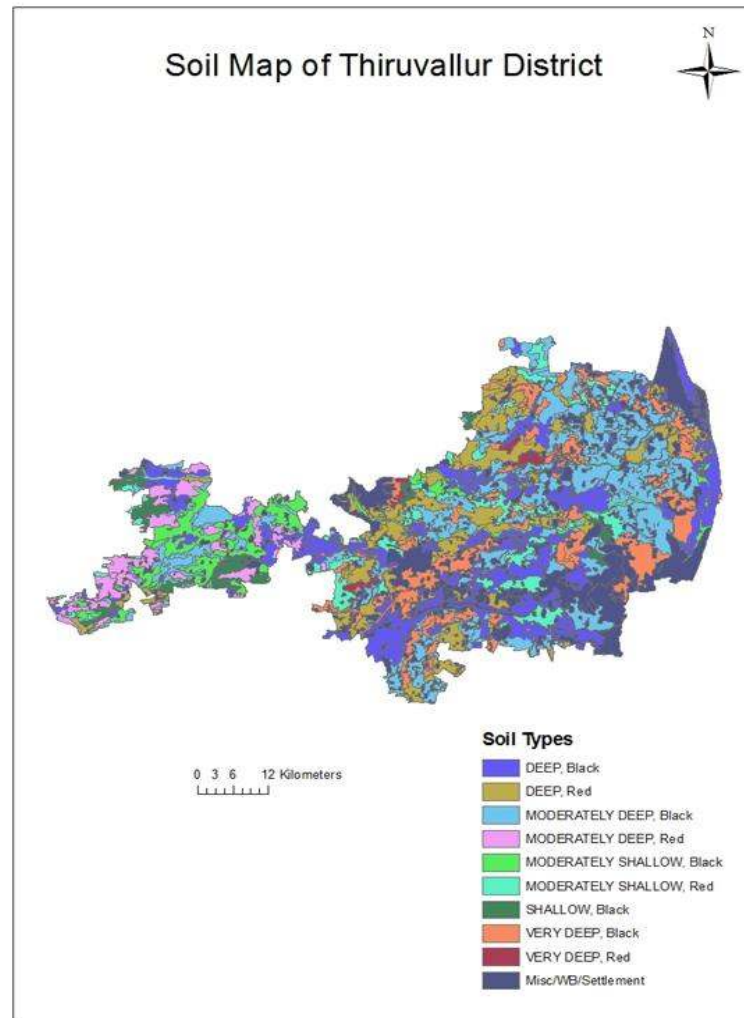 N
Soil Map of Thiruvallur District
Soil Types
0 3 6 12 Kilometers
DEEP, Black
DEEP, Red
MODERATELY DEEP, Black
MODERATELY DEEP, Red
MODERATELY SHALLOW, Black
MODERATELY SHALLOW, Red
SHALLOW, Black
VERY DEEP, Black
VERY DEEP, Red
Misc/WB/Settlement